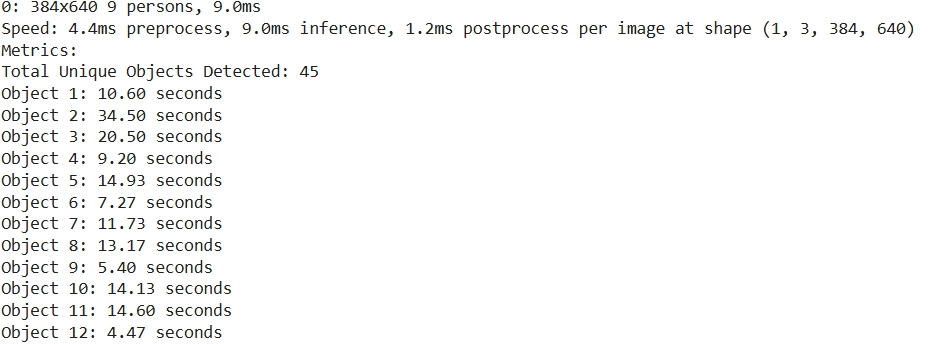 0: 384x640 9 persons, 9.0ms
Speed: 4.4ms preprocess, 9.0ms inference, 1.2ms postprocess per image at shape (1, 3, 384, 640)
Metrics:
Total Unique Objects Detected: 45
Object 1: 10.60 seconds
Object 2: 34.50 seconds
Object 3: 20.50 seconds
Object 4: 9.20 seconds
Object 5: 14.93 seconds
Object 6: 7.27 seconds
Object 7: 11.73 seconds
Object 8: 13.17 seconds
Object 9: 5.40 seconds
Object 10: 14.13 seconds
Object 11: 14.60 seconds
Object 12: 4.47 seconds